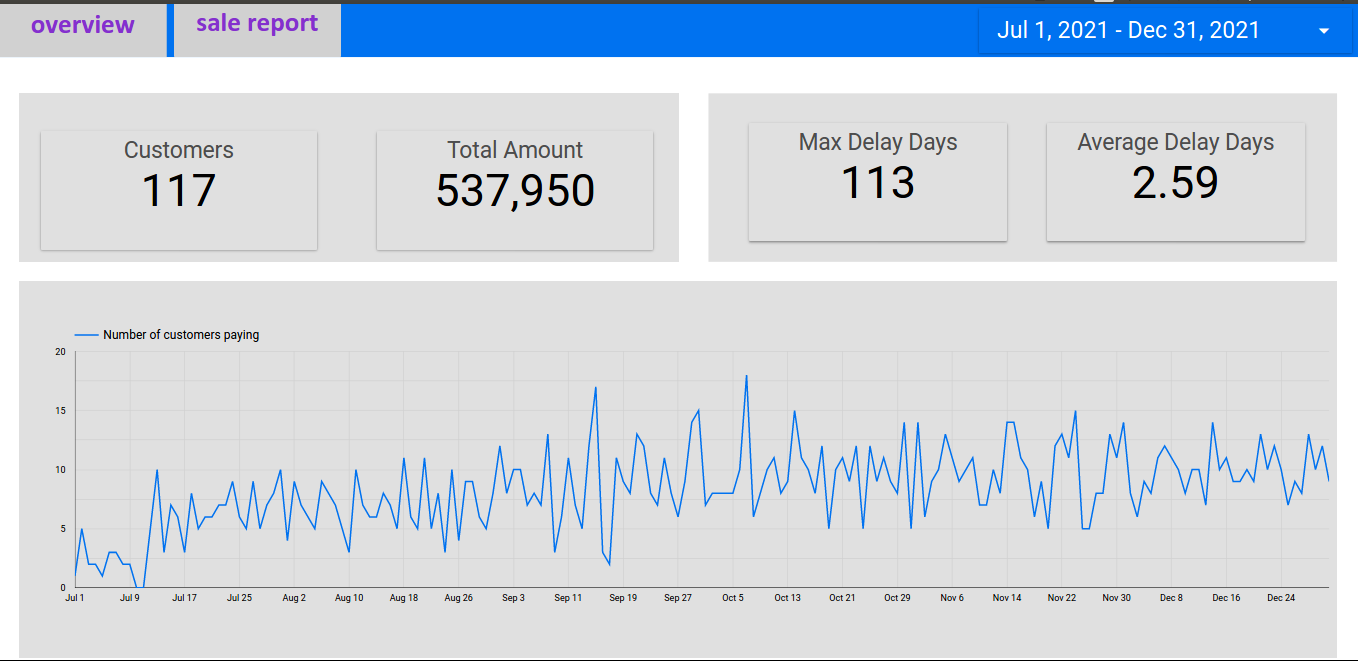 overview
sale report
Jul 1, 2021 - Dec 31, 2021
Customers
117
Total Amount
537,950
Max Delay Days
113
Average Delay Days
2.59
Number of customers paying
20
15
10
5
0
Jul 1 Jul 9 Jul 17 Jul 25 Aug 2 Aug 10 Aug 18 Aug 26 Sep 3 Sep 11 Sep 19 Sep 27 Oct 5 Oct 13 Oct 21 Oct 29 Nov 6 Nov 14 Nov 22 Nov 30 Dec 8 Dec 16 Dec 24